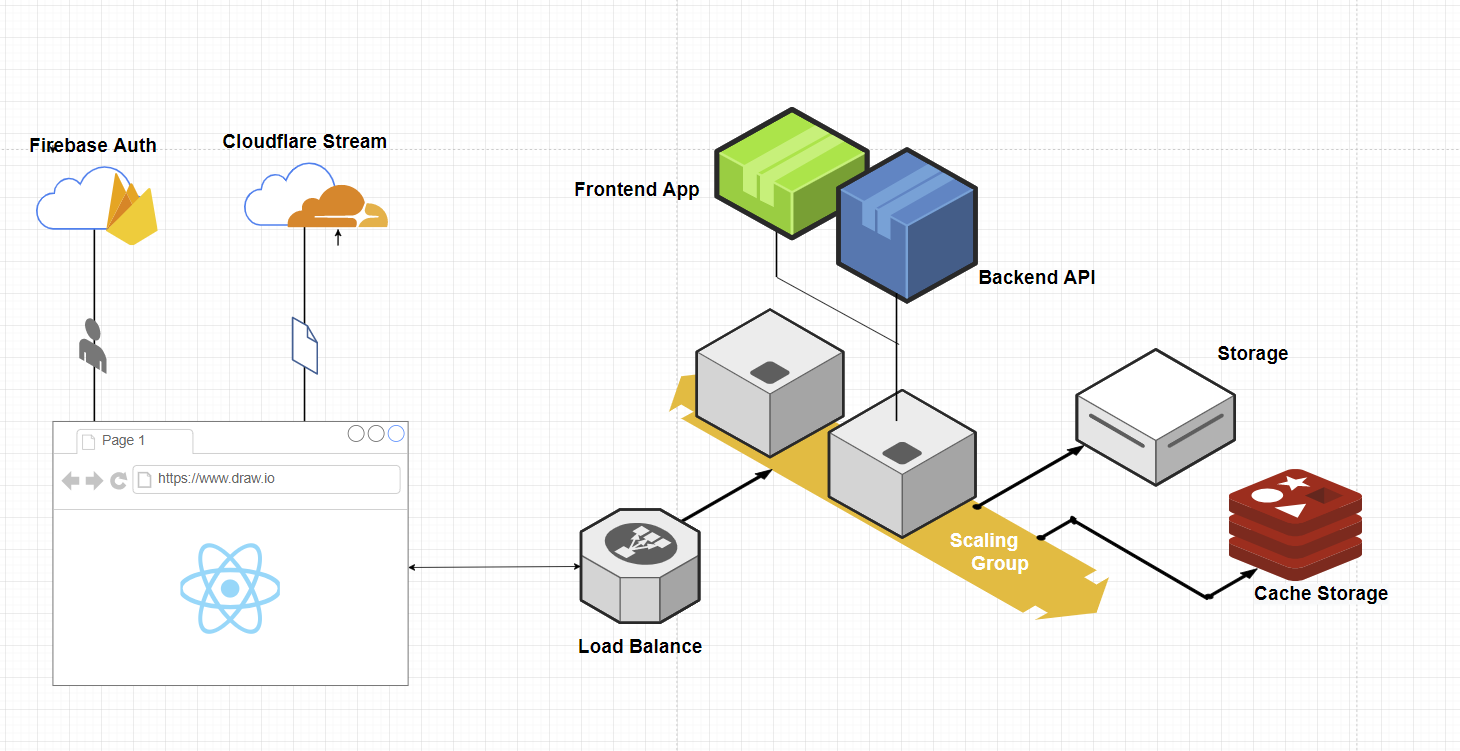 Firebase Auth
Cloudflare Stream
Frontend App
Backend API
Storage
Page 1
https://www.draw.io
Scaling
Group
Cache Storage
Load Balance